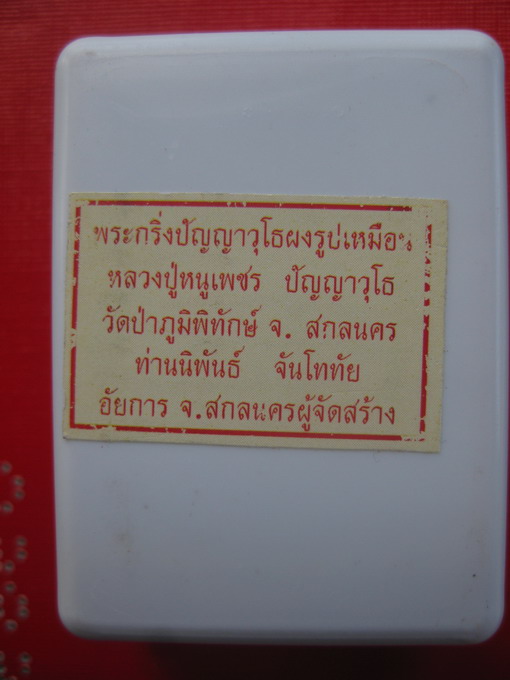 พระกริ่งปัญญาวุโธผงรูปเหมือน
หลวงปู่หนูเพชร ปัญญาวุโธ
วัดป่าภูมิพิทักษ์ จ. สกลนคร
ท่านนิพันธ์ จันโททัย
อัยการ จ.สกลนครผู้จัดสร้าง